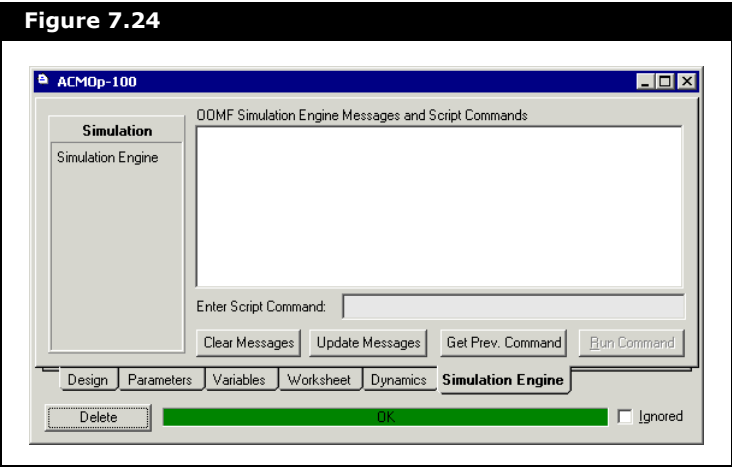 Figure 7.24
ACMOp-100
Simulation
Simulation Engine
OOMF Simulation Engine Messages and Script Commands
Enter Script Command:
Clear Messages Update Messages Get Prev. Command Run Command
Design Parameters Variables Worksheet Dynamics Simulation Engine
Delete OK Ignored